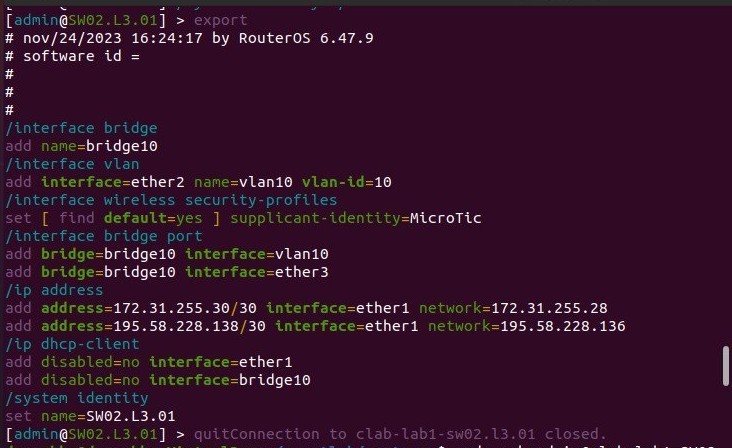 [admin@SW02.L3.01] > export
# nov/24/2023 16:24:17 by RouterOS 6.47.9
# software id =
#
#
#
/interface bridge
add name=bridge10
/interface vlan
add interface=ether2 name=vlan10 vlan-id=10
/interface wireless security-profiles
set [ find default=yes ] supplicant-identity=MicroTic
/interface bridge port
add bridge=bridge10 interface=vlan10
add bridge=bridge10 interface=ether3
/ip address
add address=172.31.255.30/30 interface=ether1 network=172.31.255.28
add address=195.58.228.138/30 interface=ether1 network=195.58.228.136
/ip dhcp-client
add disabled=no interface=ether1
add disabled=no interface=bridge10
/system identity
set name=SW02.L3.01
[admin@SW02.L3.01] > quitConnection to clab-lab1-sw02.l3.01 closed.